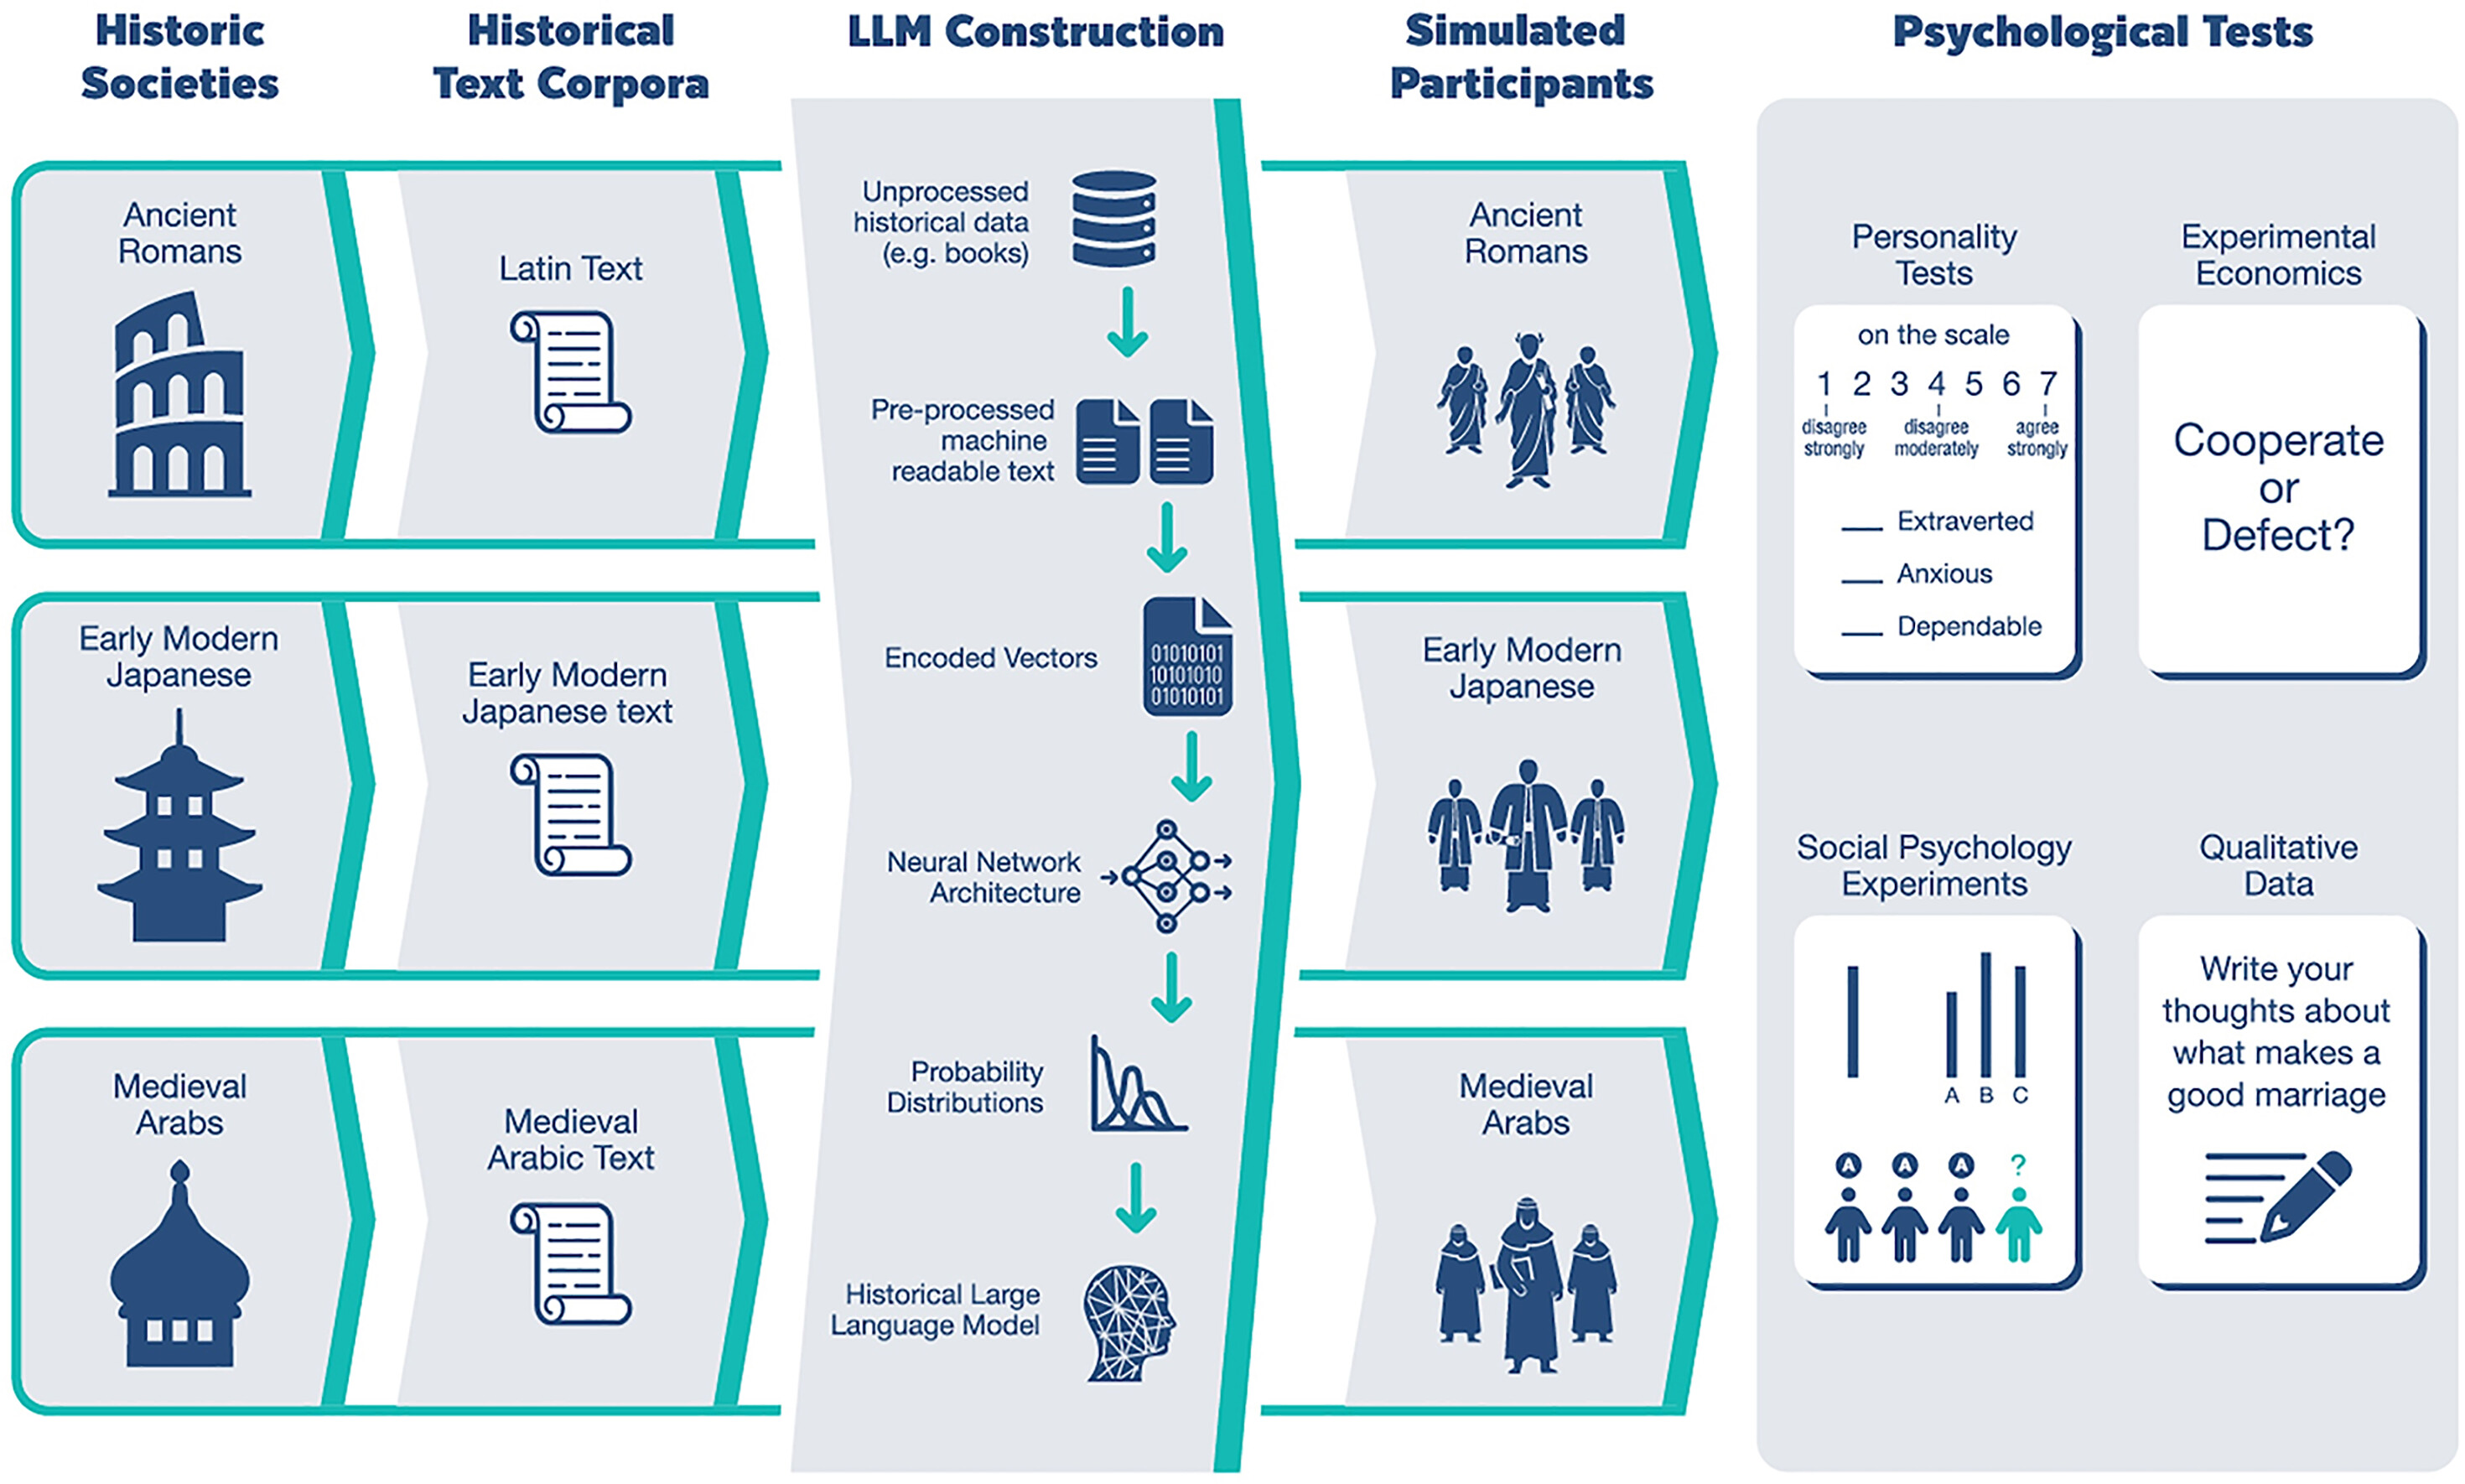 Historic
Societies
Historical
Text Corpora
LLM Construction
Simulated
Participants
Psychological Tests
Ancient
Romans
Latin Text
Early Modern
Japanese
Early Modern
Japanese text
Medieval
Arabs
Medieval
Arabic Text
Unprocessed
historical data
(e.g. books)
Pre-processed
machine
readable text
Encoded Vectors
01010101
10101010
01010101
Neural Network
Architecture
Probability
Distributions
Historical Large
Language Model
Ancient
Romans
Early Modern
Japanese
Medieval
Arabs
Personality
Tests
on the scale
1 2 3 4 5 6 7
disagree
strongly
disagree
moderately
agree
strongly
___ Extraverted
___ Anxious
___ Dependable
Experimental
Economics
Cooperate
or
Defect?
Social Psychology
Experiments
A B C
A A A ?
Qualitative
Data
Write your
thoughts about
what makes a
good marriage